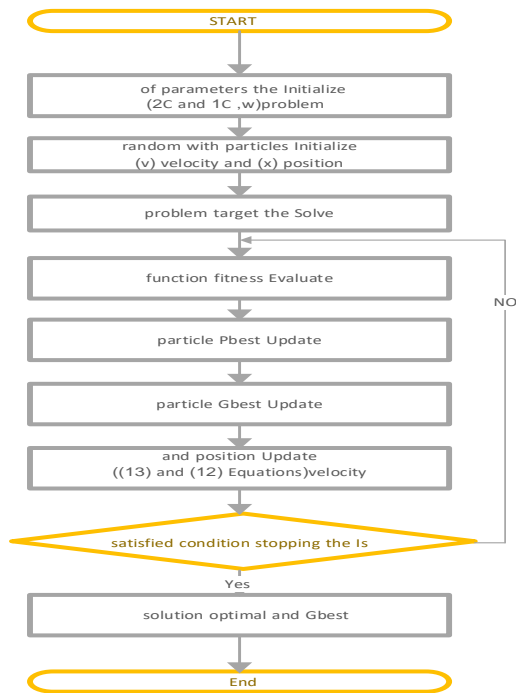 START
of parameters the Initialize
(2C and 1C ,w)problem
random with particles Initialize
(v) velocity and (x) position
problem target the Solve
function fitness Evaluate
NO
particle Pbest Update
particle Gbest Update
and position Update
((13) and (12) Equations)velocity
satisfied condition stopping the Is
Yes
solution optimal and Gbest
End